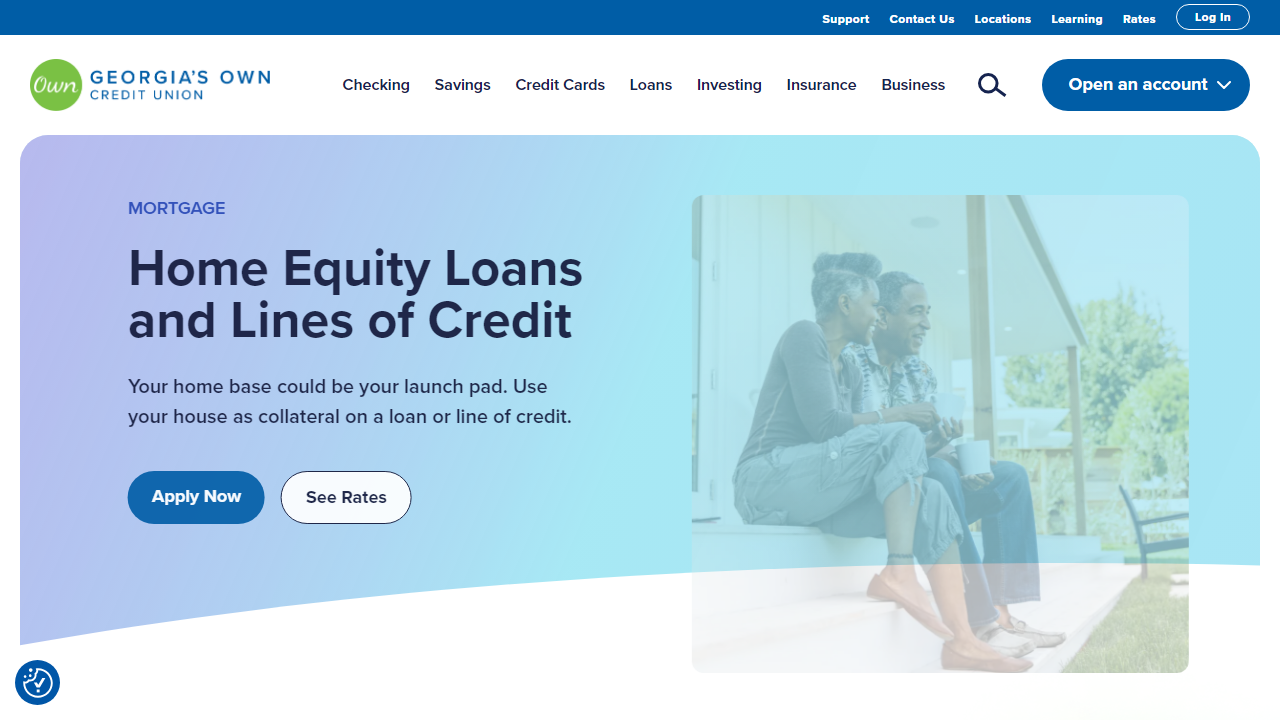 Support Contact Us Locations Learning Rates Log In
Own GEORGIA'S OWN
CREDIT UNION
Checking Savings Credit Cards Loans Investing Insurance Business Open an account
MORTGAGE
Home Equity Loans
and Lines of Credit
Your home base could be your launch pad. Use
your house as collateral on a loan or line of credit.
Apply Now See Rates